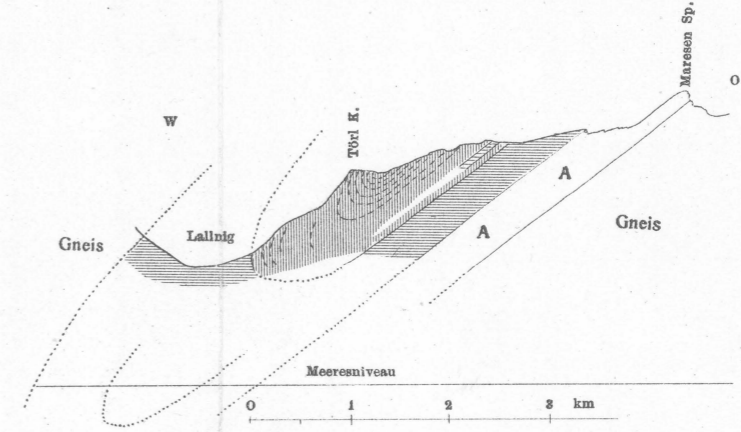 Maresen Sp.
O
W
Törl K.
A
Lallnig
Gneis
A
Gneis
Meeresniveau
0 1 2 3 km